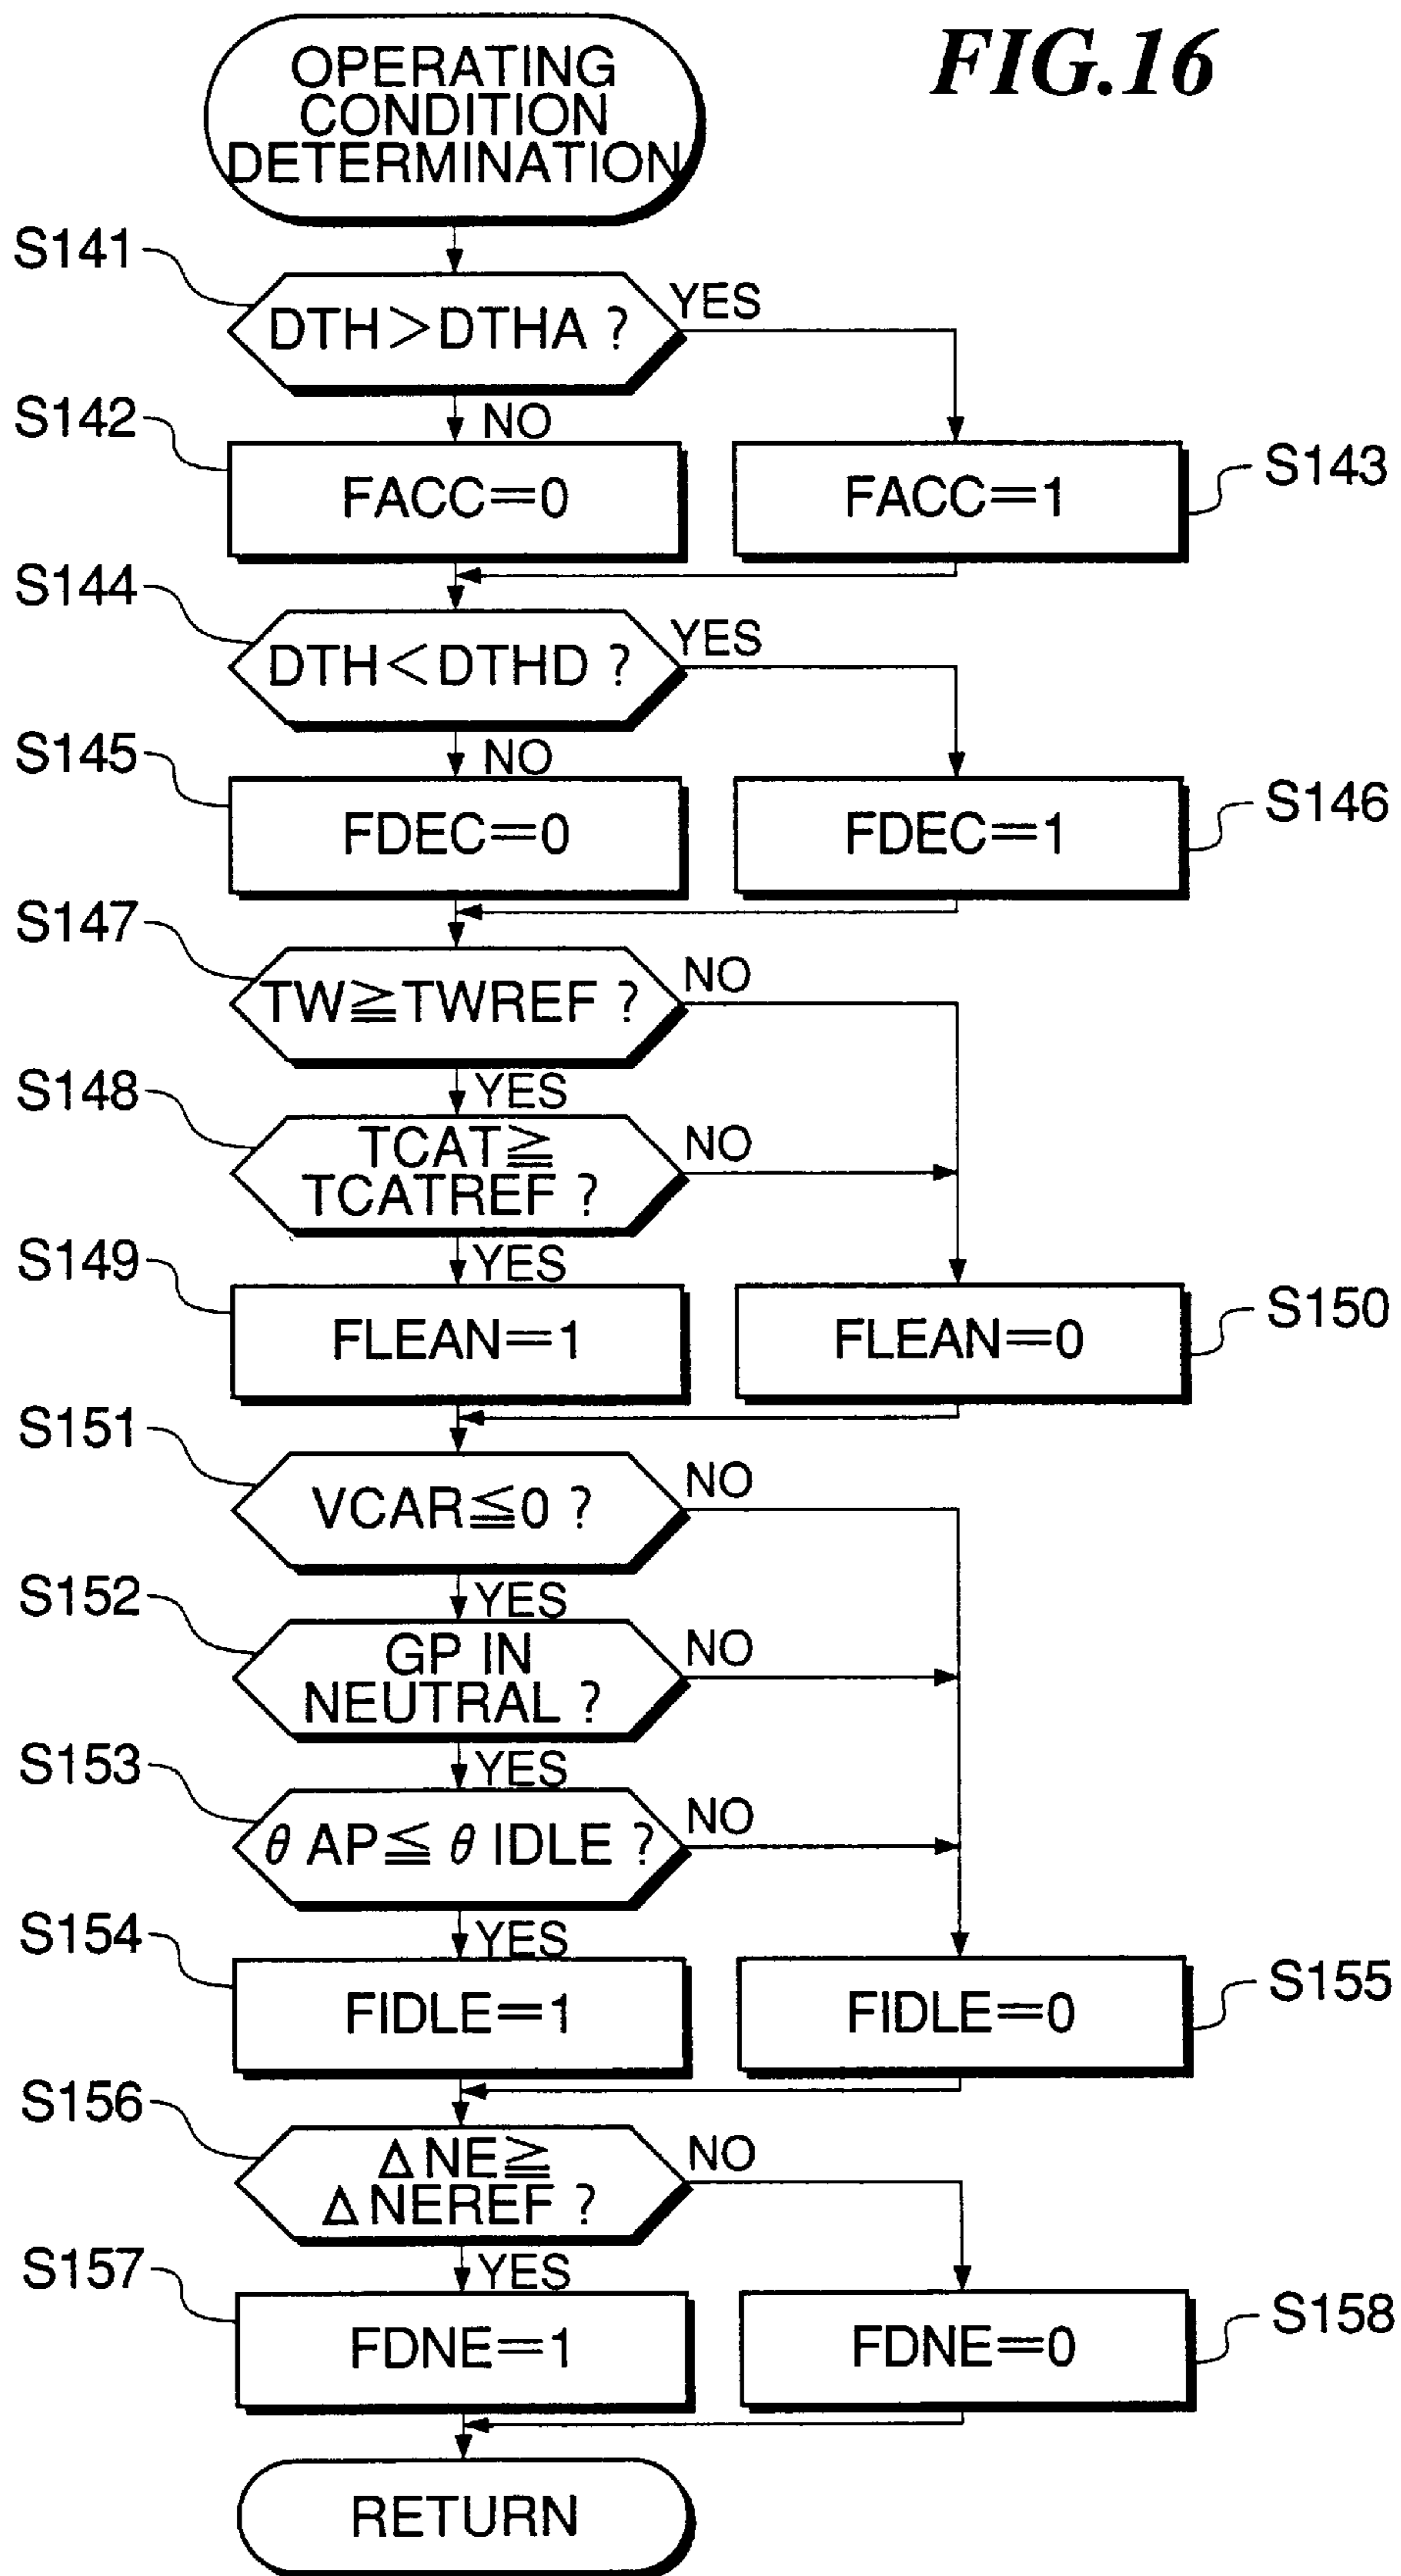 FIG.16
OPERATING
CONDITION
DETERMINATION
S141
DTH>DTHA ?
YES
NO
S142
FACC=0
FACC=1
S143
S144
DTH<DTHD ?
YES
NO
S145
FDEC=0
FDEC=1
S146
S147
TW≧TWREF ?
NO
YES
S148
TCAT≧
TCATREF ?
NO
YES
S149
FLEAN=1
FLEAN=0
S150
S151
VCAR≦0 ?
NO
YES
S152
GP IN
NEUTRAL ?
NO
YES
S153
θ AP≦ θ IDLE ?
NO
YES
S154
FIDLE=1
FIDLE=0
S155
S156
Δ NE≧
Δ NEREF ?
NO
YES
S157
FDNE=1
FDNE=0
S158
RETURN